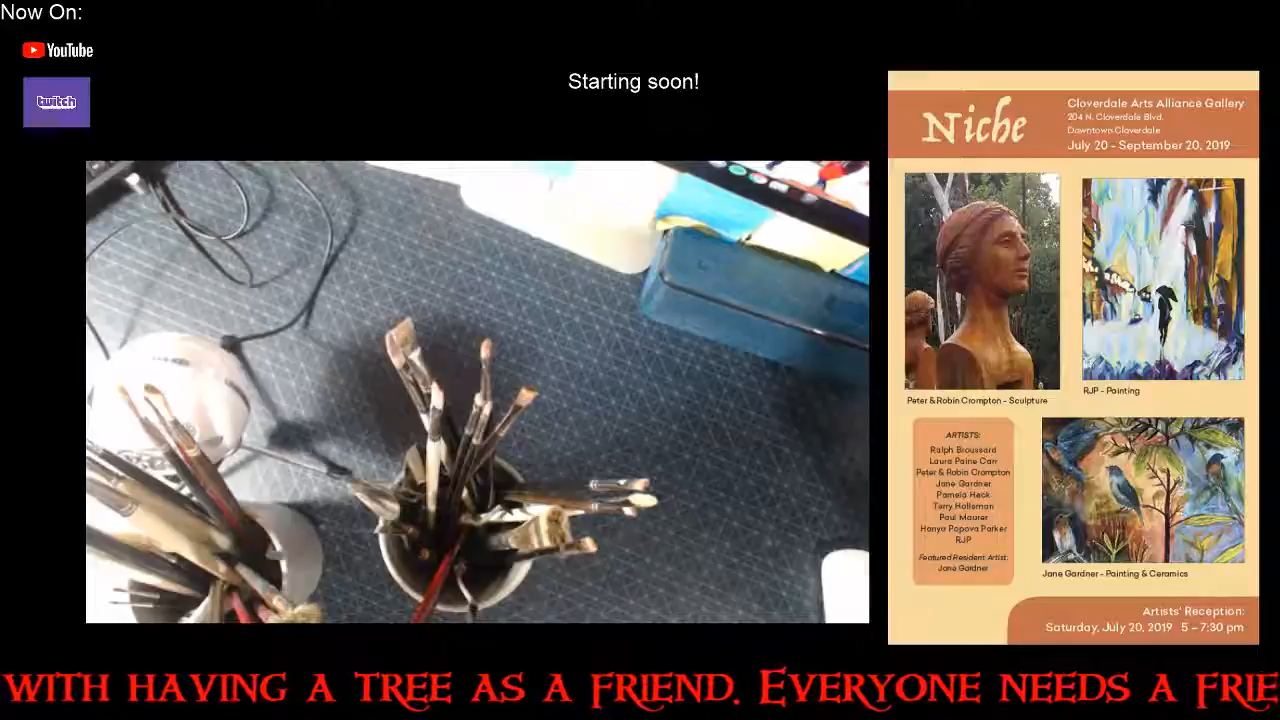 Now On:
YouTube
twitch
Starting soon!
Niche
Cloverdale Arts Alliance Gallery
204 N. Cloverdale Blvd.
Downtown Cloverdale
July 20 - September 20, 2019
Peter & Robin Crompton - Sculpture
RJP - Painting
ARTISTS:
Ralph Broussard
Laura Paine Carr
Peter & Robin Crompton
Jane Gardner
Pamela Heck
Terry Holleman
Paul Maurer
Hanya Popova Parker
RJP
Featured Resident Artist:
Jane Gardner
Jane Gardner - Painting & Ceramics
Artists' Reception:
Saturday, July 20, 2019 5 – 7:30 pm
WITH HAVING A TREE AS A FRIEND. EVERYONE NEEDS A FRIE